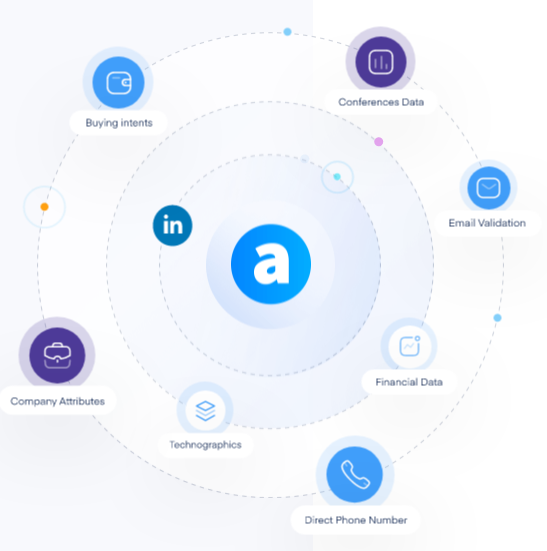 Conferences Data
Buying intents
in
Email Validation
a
Financial Data
Company Attributes
Technographics
Direct Phone Number